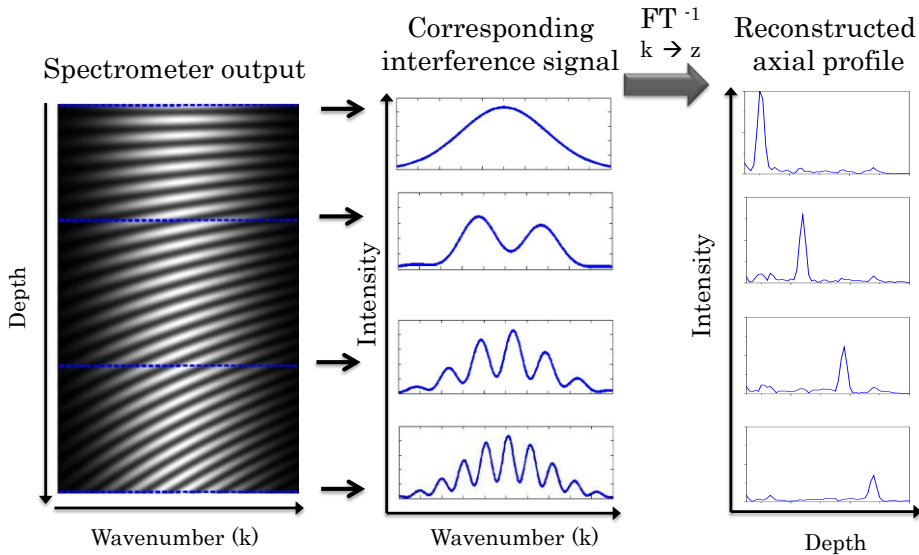 Spectrometer output
Corresponding
interference signal
FT -1
k → z
Reconstructed
axial profile
Depth
Wavenumber (k)
Intensity
Wavenumber (k)
Intensity
Depth